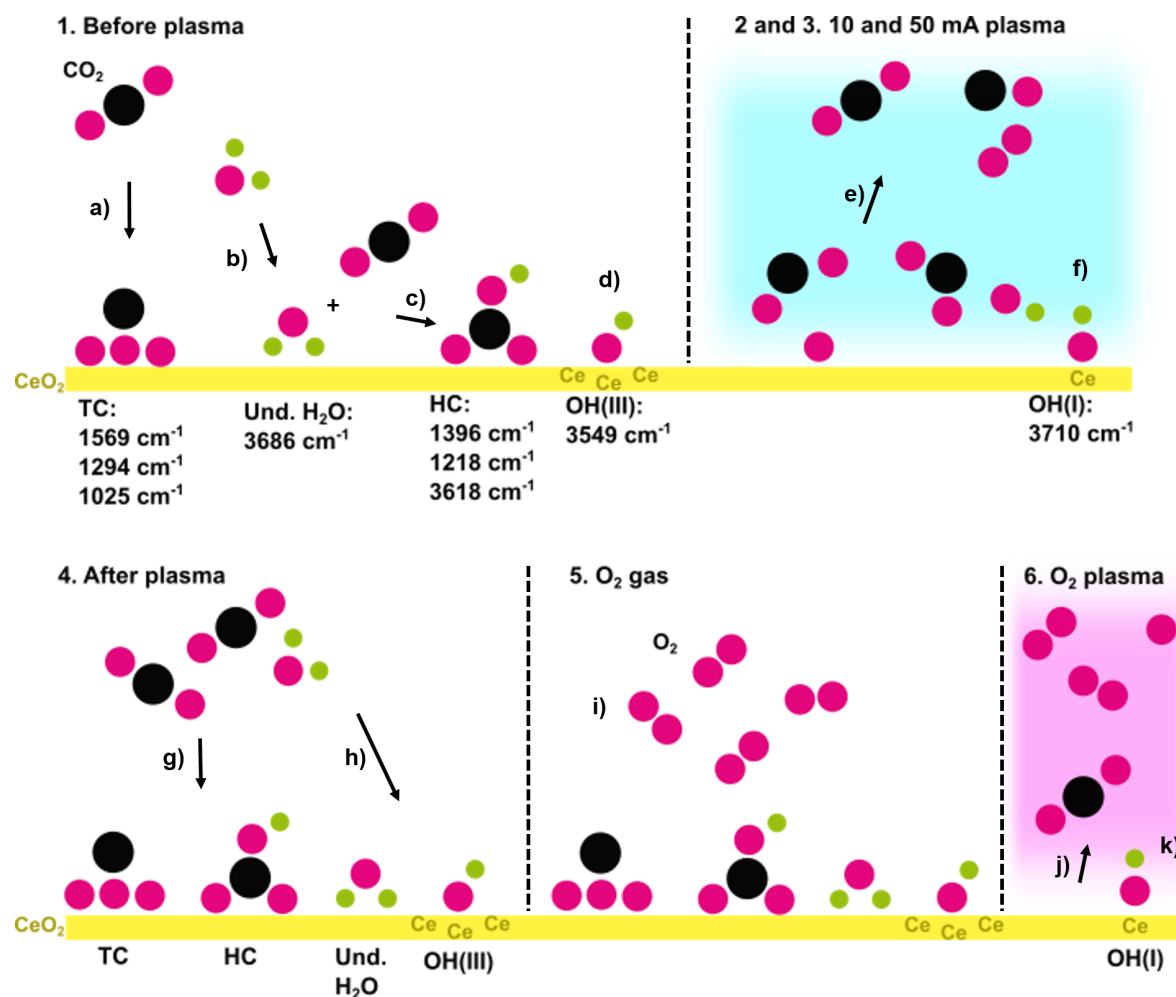 1. Before plasma
2 and 3. 10 and 50 mA plasma
CO₂
a)
b)
+
c)
d)
e)
f)
CeO₂
Ce Ce Ce
Ce
TC:
1569 cm⁻¹
1294 cm⁻¹
1025 cm⁻¹
Und. H₂O:
3686 cm⁻¹
HC:
1396 cm⁻¹
1218 cm⁻¹
3618 cm⁻¹
OH(III):
3549 cm⁻¹
OH(I):
3710 cm⁻¹
4. After plasma
5. O₂ gas
6. O₂ plasma
O₂
g)
h)
i)
j)
k)
CeO₂
Ce Ce Ce
Ce Ce Ce
Ce
TC
HC
Und.
H₂O
OH(III)
OH(I)